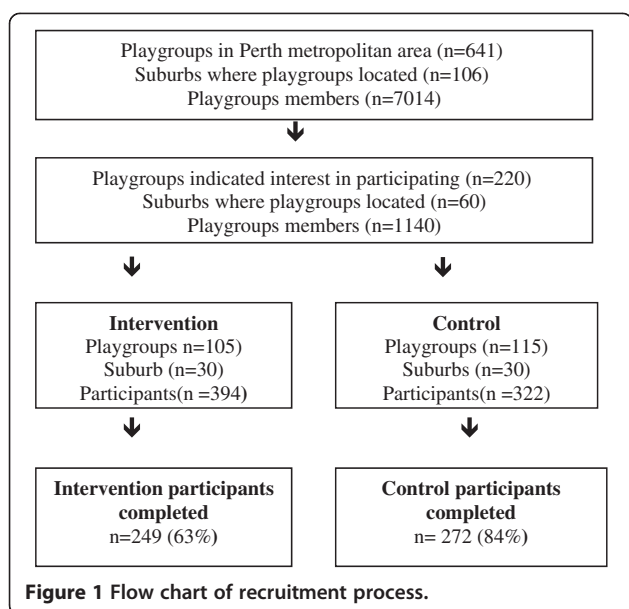 Playgroups in Perth metropolitan area (n=641)
Suburbs where playgroups located (n=106)
Playgroups members (n=7014)
Playgroups indicated interest in participating (n=220)
Suburbs where playgroups located (n=60)
Playgroups members (n=1140)
Intervention
Playgroups n=105)
Suburb (n=30)
Participants(n =394)
Control
Playgroups (n=115)
Suburbs (n=30)
Participants(n =322)
Intervention participants
completed
n=249 (63%)
Control participants
completed
n= 272 (84%)
Figure 1 Flow chart of recruitment process.